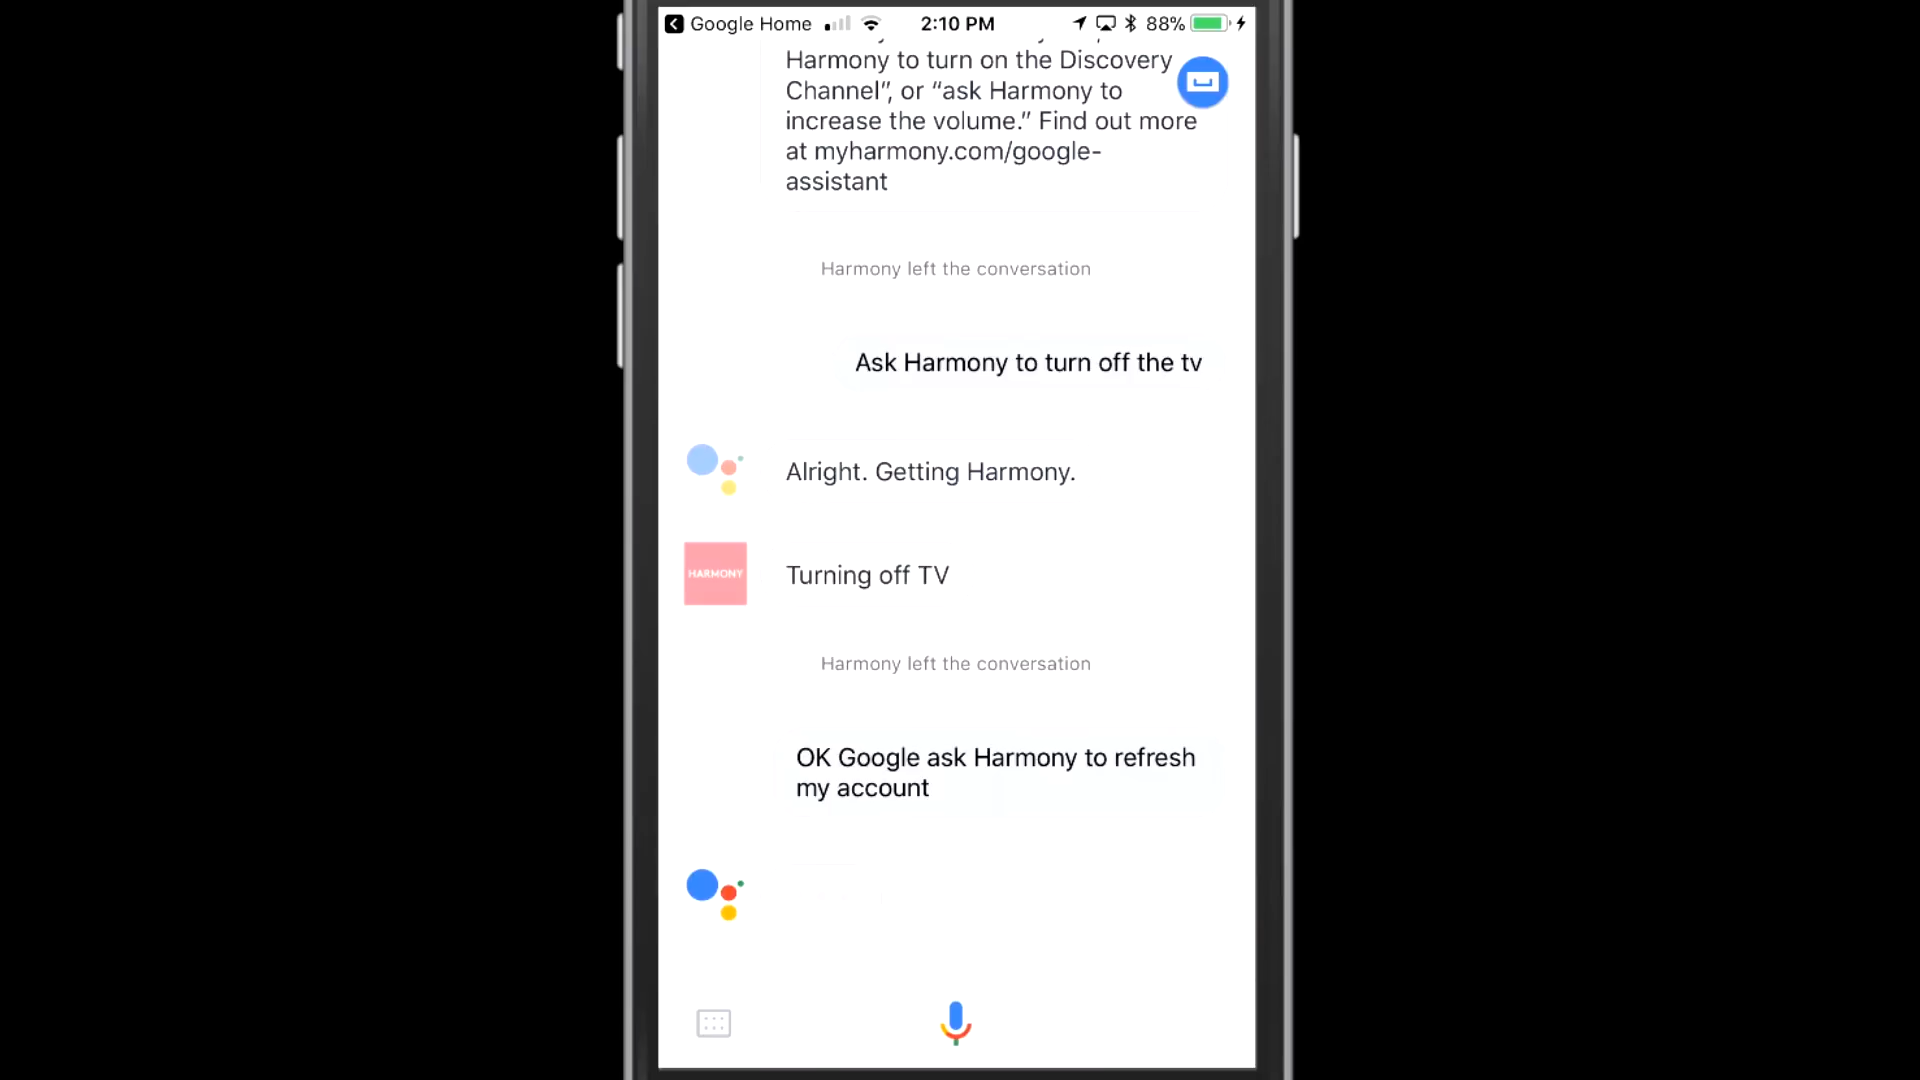 Google Home 2:10 PM 88%
Harmony to turn on the Discovery
Channel”, or “ask Harmony to
increase the volume.” Find out more
at myharmony.com/google-
assistant
Harmony left the conversation
Ask Harmony to turn off the tv
Alright. Getting Harmony.
HARMONY
Turning off TV
Harmony left the conversation
OK Google ask Harmony to refresh
my account